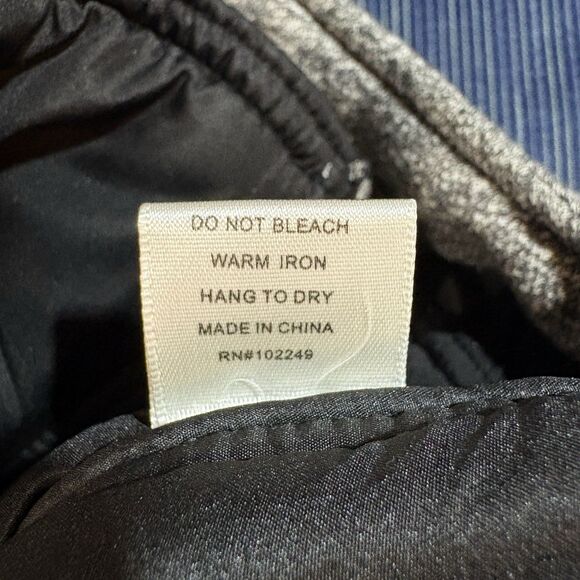 DO NOT BLEACH
WARM IRON
HANG TO DRY
MADE IN CHINA
RN#102249